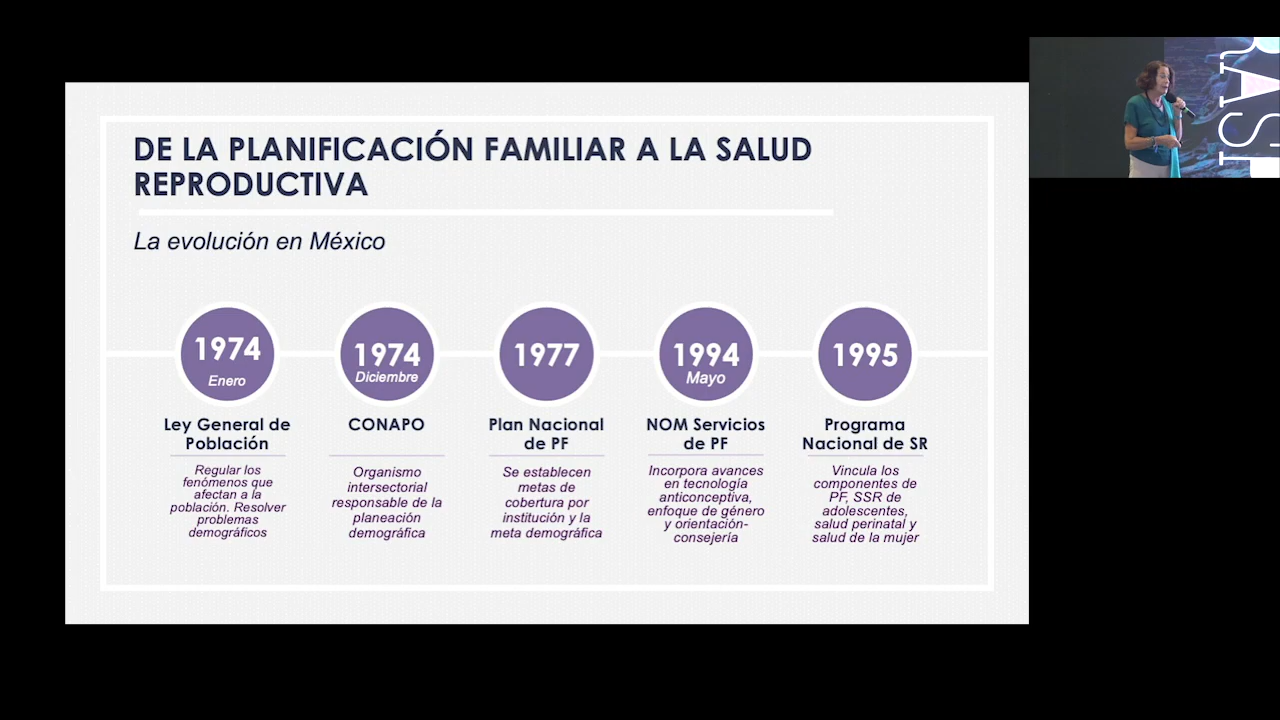 DE LA PLANIFICACIÓN FAMILIAR A LA SALUD
REPRODUCTIVA
La evolución en México
1974
Enero
Ley General de
Población
Regular los
fenómenos que
afectan a la
población. Resolver
problemas
demográficos
1974
Diciembre
CONAPO
Organismo
intersectorial
responsable de la
planeación
demográfica
1977
Plan Nacional
de PF
Se establecen
metas de
cobertura por
institución y la
meta demográfica
1994
Mayo
NOM Servicios
de PF
Incorpora avances
en tecnología
anticonceptiva,
enfoque de género
y orientación-
consejería
1995
Programa
Nacional de SR
Vincula los
componentes de
PF, SSR de
adolescentes,
salud perinatal y
salud de la mujer